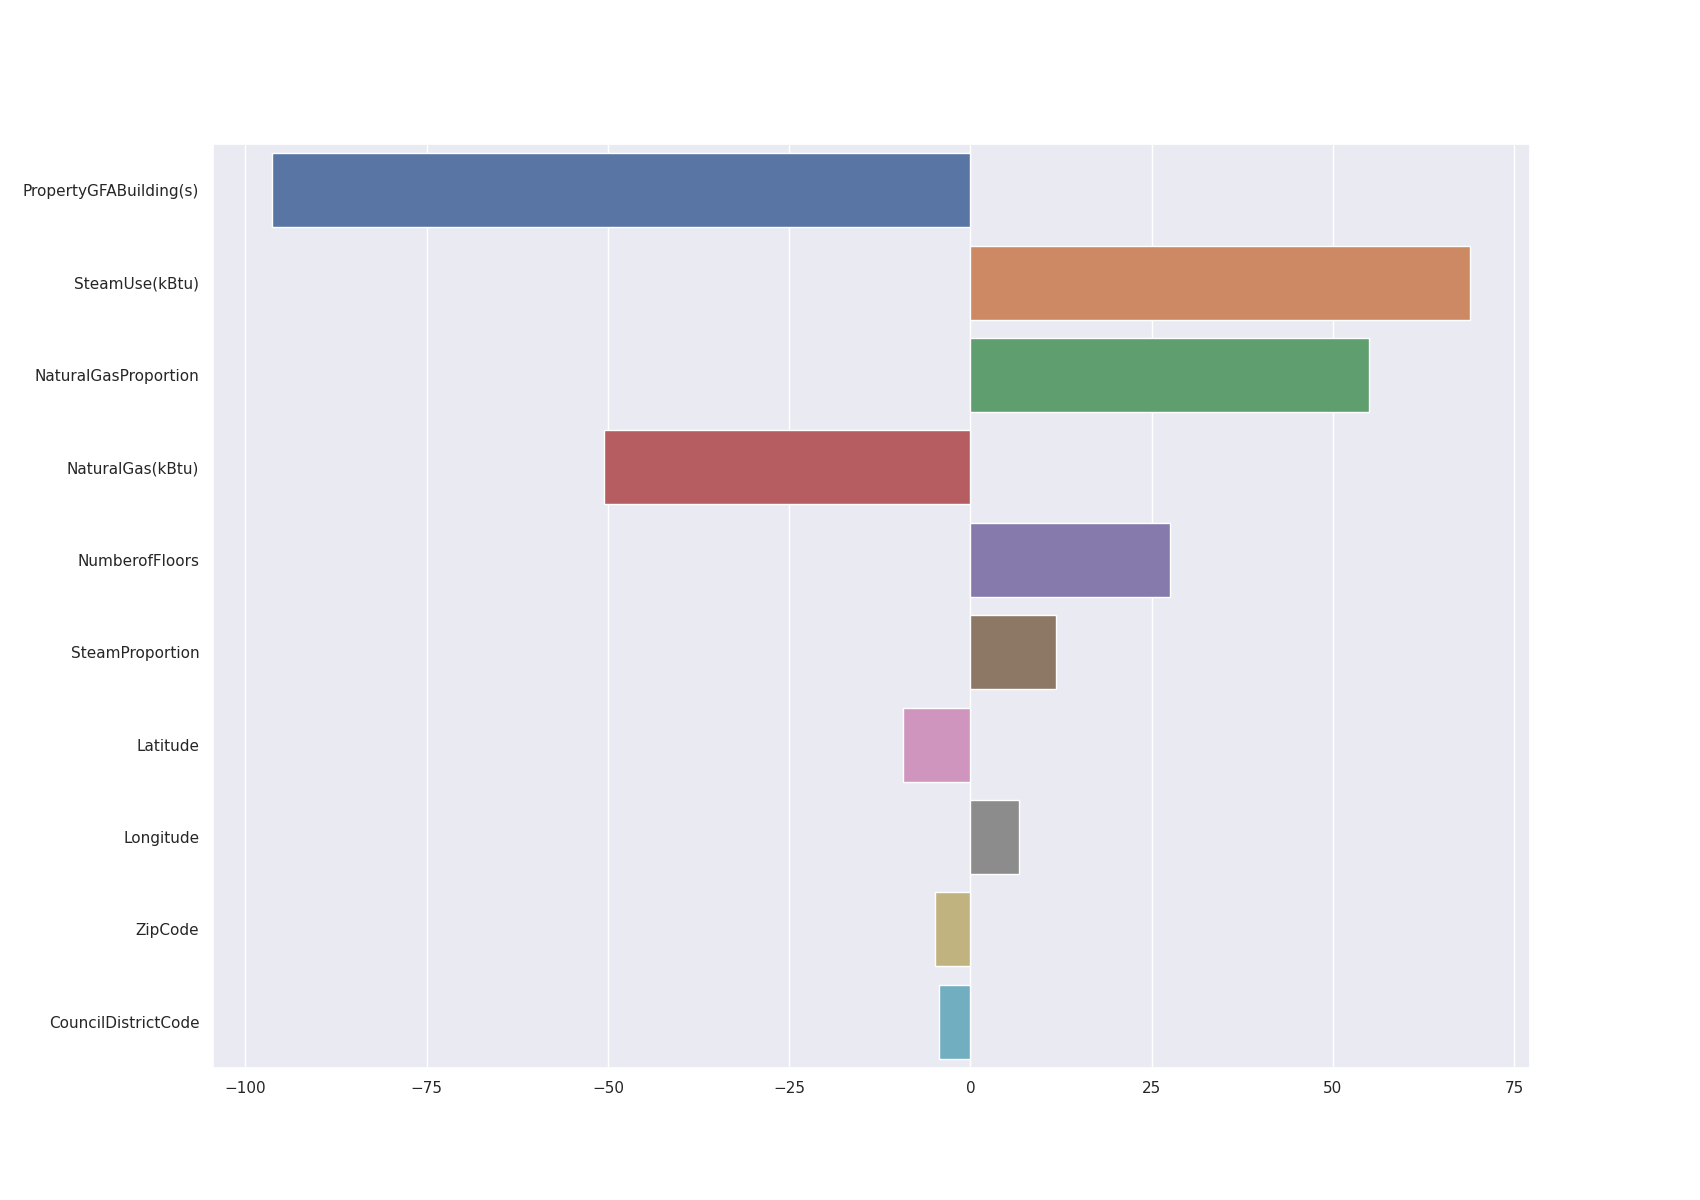 PropertyGFABuilding(s)
SteamUse(kBtu)
NaturalGasProportion
NaturalGas(kBtu)
NumberofFloors
SteamProportion
Latitude
Longitude
ZipCode
CouncilDistrictCode
−100 −75 −50 −25 0 25 50 75